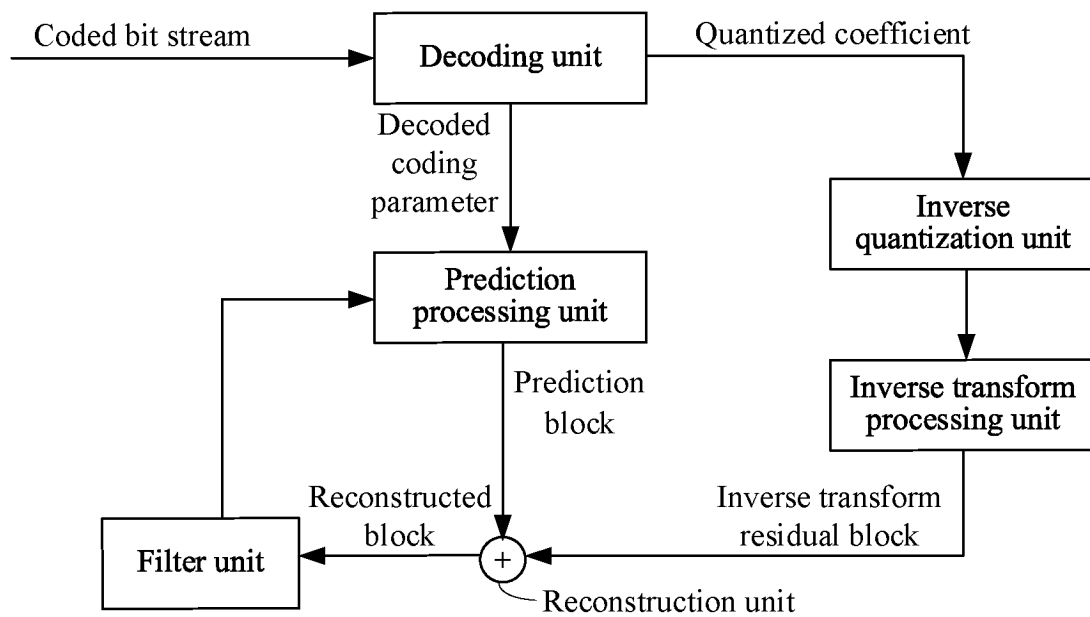 Coded bit stream
Decoding unit
Quantized coefficient
Decoded
coding
parameter
Inverse
quantization unit
Prediction
processing unit
Prediction
block
Inverse transform
processing unit
Reconstructed
block
Inverse transform
residual block
Filter unit
+
Reconstruction unit